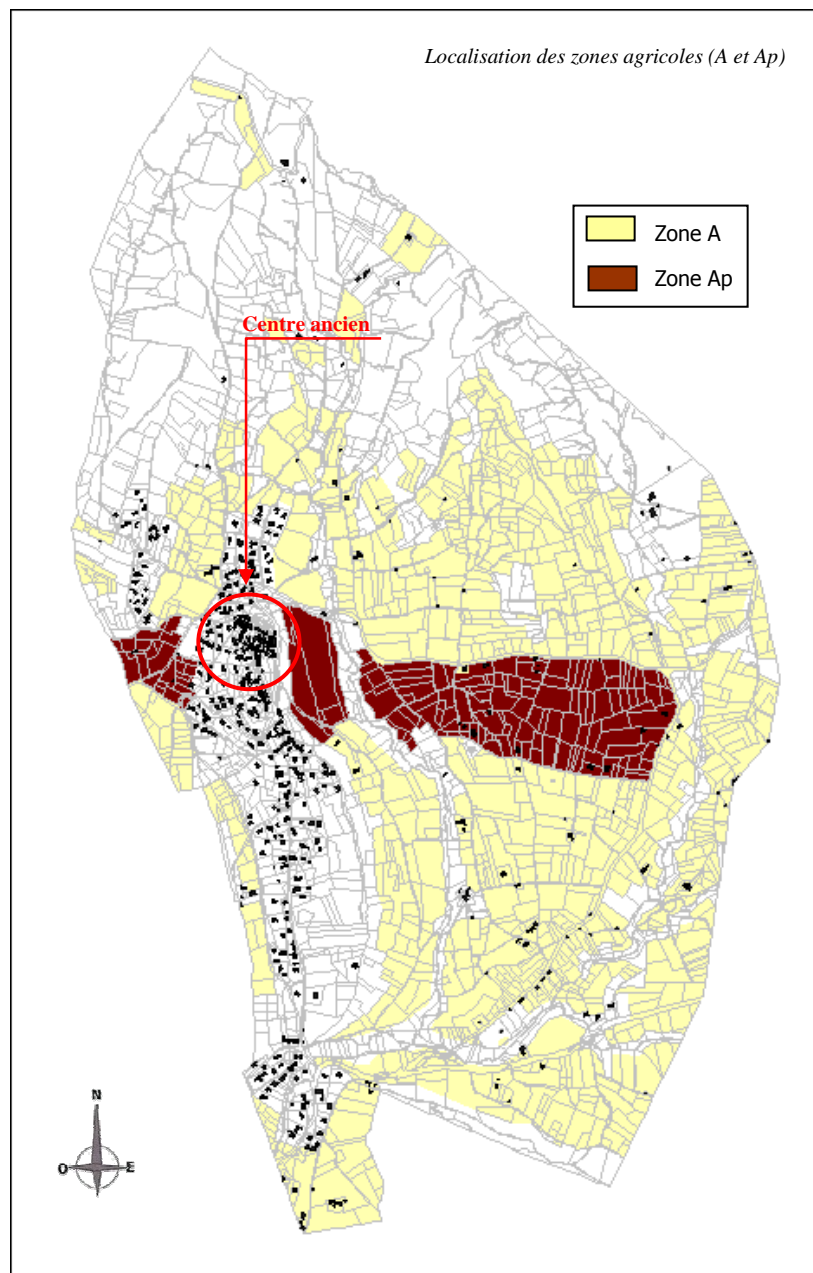 Localisation des zones agricoles (A et Ap)
Zone A
Zone Ap
Centre ancien
N
O
E